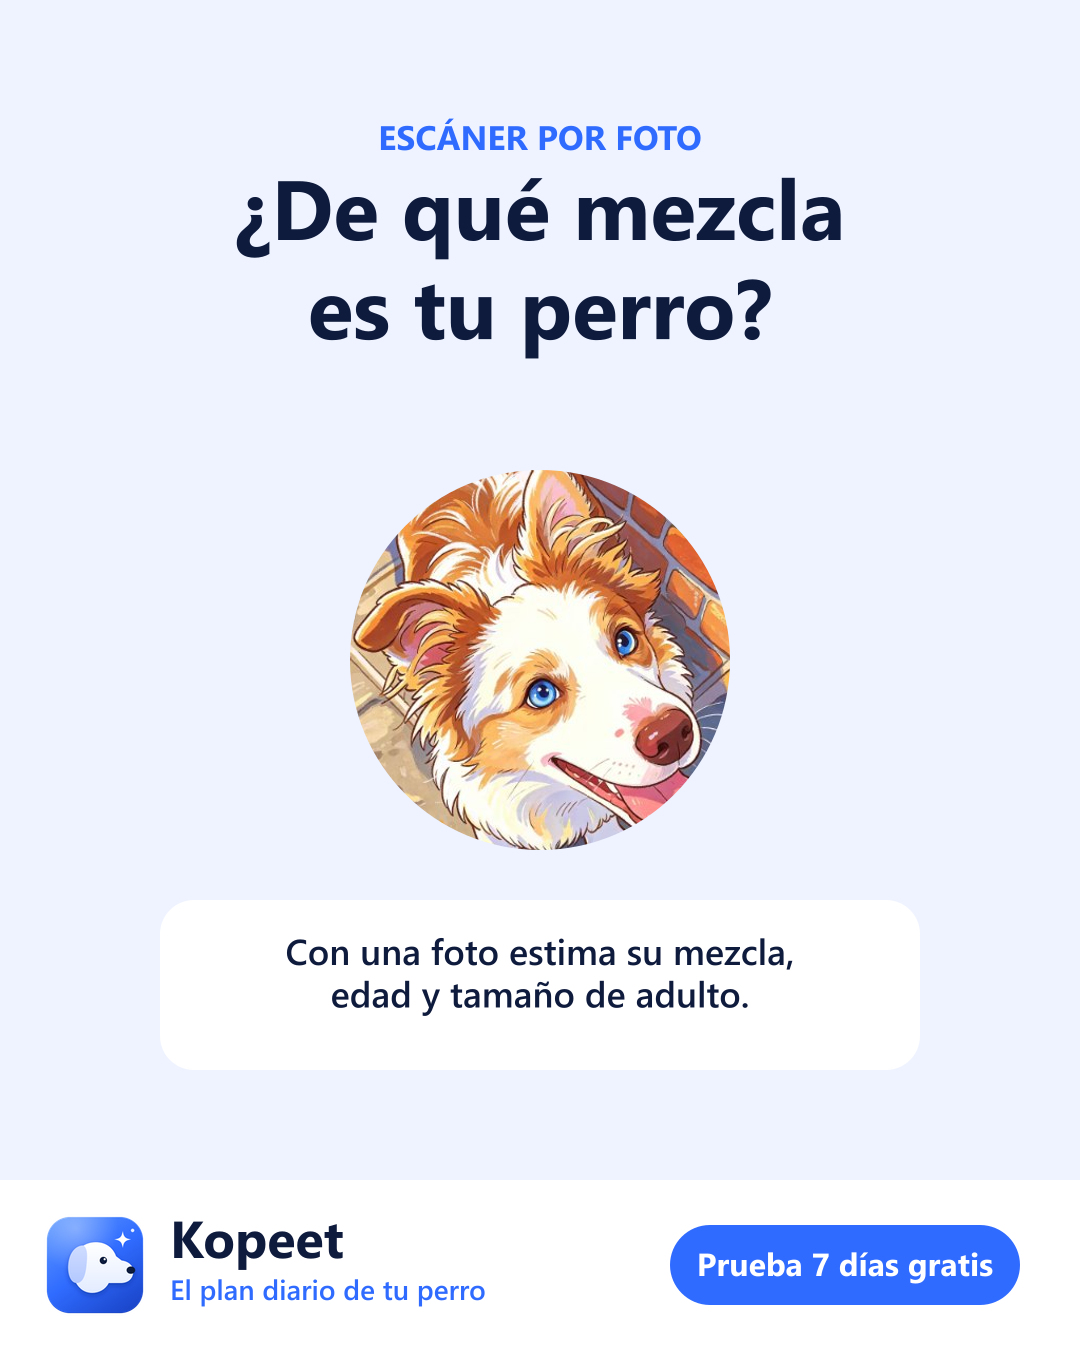 ESCÁNER POR FOTO
¿De qué mezcla
es tu perro?
Con una foto estima su mezcla,
edad y tamaño de adulto.
Kopeet
El plan diario de tu perro
Prueba 7 días gratis